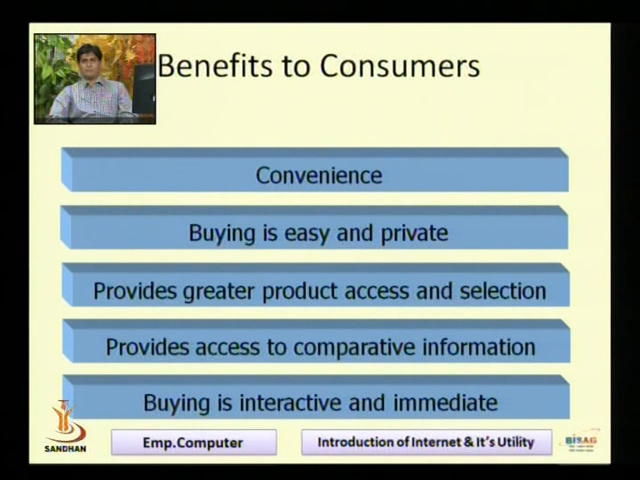 Benefits to Consumers
Convenience
Buying is easy and private
Provides greater product access and selection
Provides access to comparative information
Buying is interactive and immediate
SANDHAN
Emp.Computer
Introduction of Internet & It's Utility
BISAG